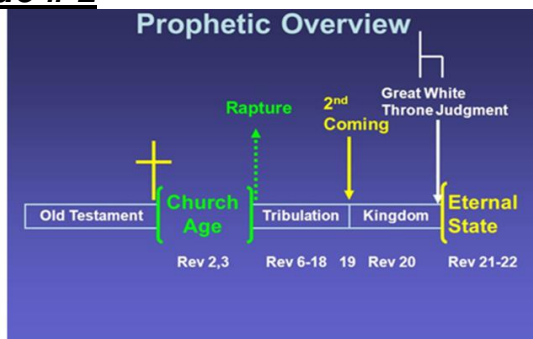 Prophetic Overview
Great White
Throne Judgment
Rapture
2nd
Coming
Old Testament
Church
Age
Tribulation
Kingdom
Eternal
State
Rev 2,3
Rev 6-18
19
Rev 20
Rev 21-22